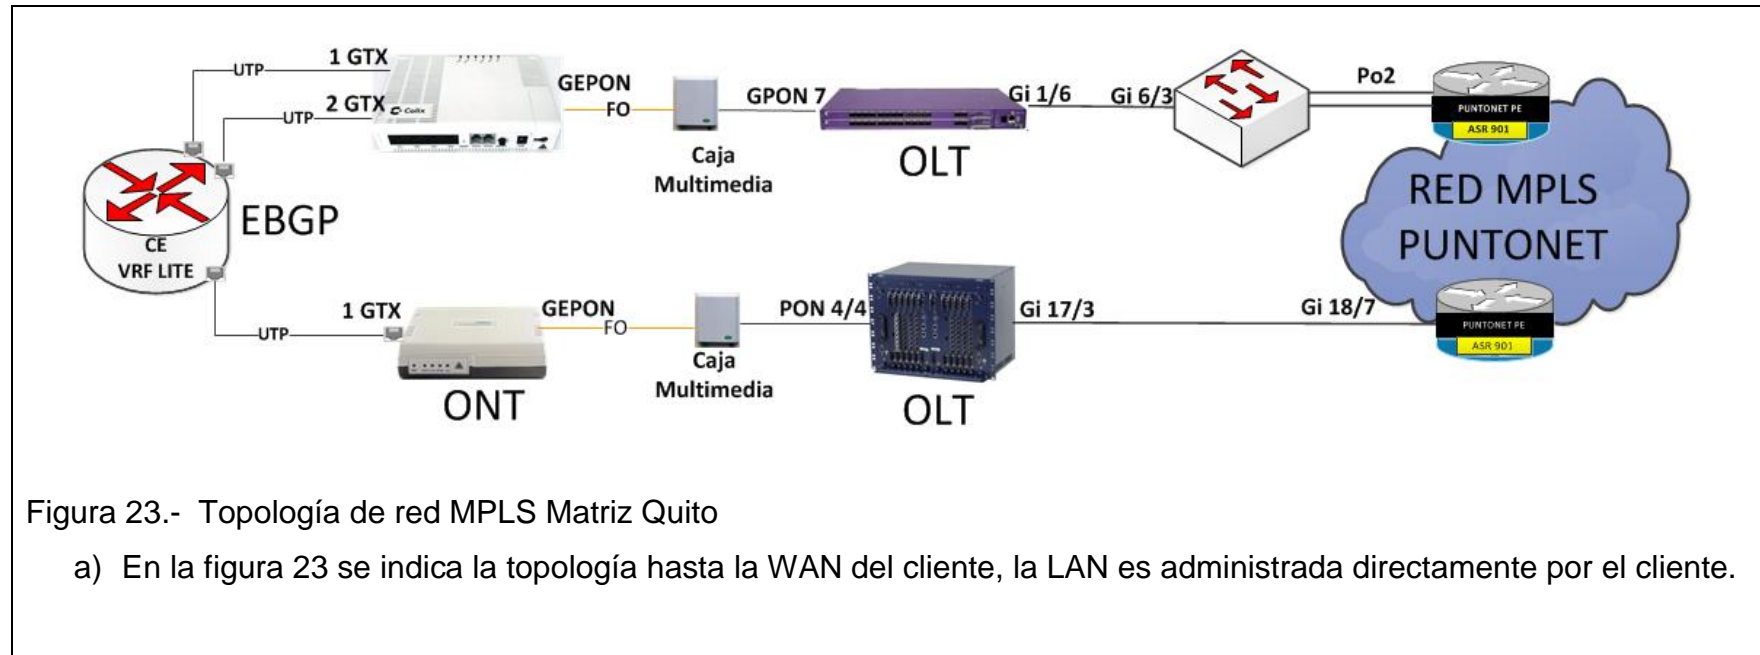 1 GTX
UTP
2 GTX
UTP
Calix
GEPON
FO
GPON 7
Gi 1/6
Gi 6/3
Po2
PUNTONET PE
ASR 901
Caja
Multimedia
OLT
EBGP
CE
VRF LITE
RED MPLS
PUNTONET
1 GTX
UTP
GEPON
FO
PON 4/4
Gi 17/3
Gi 18/7
PUNTONET PE
ASR 901
ONT
Caja
Multimedia
OLT
Figura 23.- Topología de red MPLS Matriz Quito
a) En la figura 23 se indica la topología hasta la WAN del cliente, la LAN es administrada directamente por el cliente.